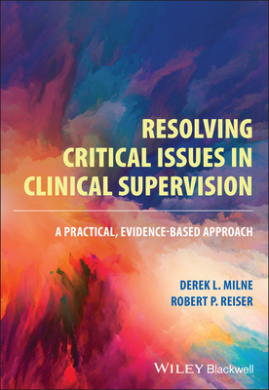 RESOLVING
CRITICAL ISSUES IN
CLINICAL SUPERVISION
A PRACTICAL, EVIDENCE-BASED APPROACH
DEREK L. MILNE
ROBERT P. REISER
WILEY Blackwell